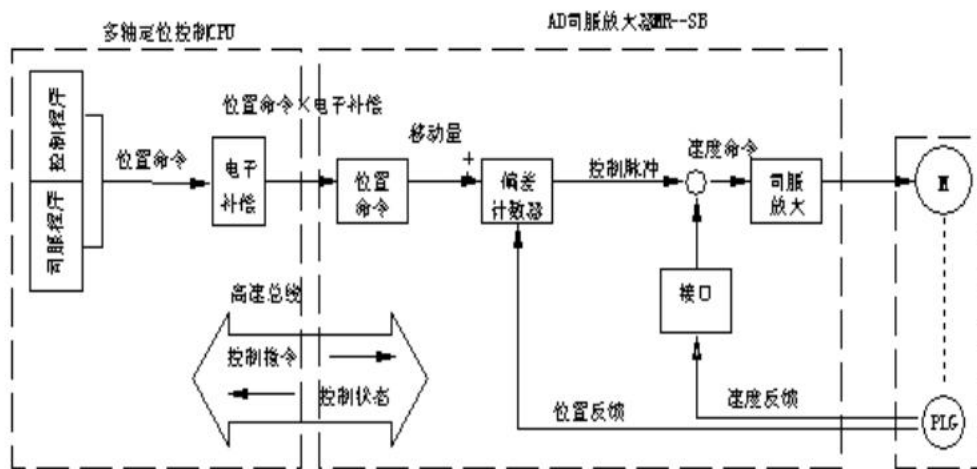 多轴定位控制CPU
AD司服放大器MR--SB
控制程序
司服程序
位置命令
电子
补偿
位置命令×电子补偿
移动量
+
位置
命令
偏差
计数器
控制脉冲
速度命令
司服
放大
M
接口
高速总线
控制指令
控制状态
位置反馈
速度反馈
PLG